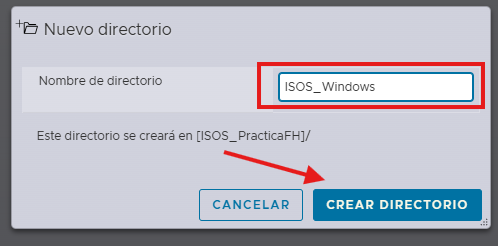 Nuevo directorio
Nombre de directorio
ISOS_Windows
Este directorio se creará en [ISOS_PracticaFH]/
CANCELAR
CREAR DIRECTORIO